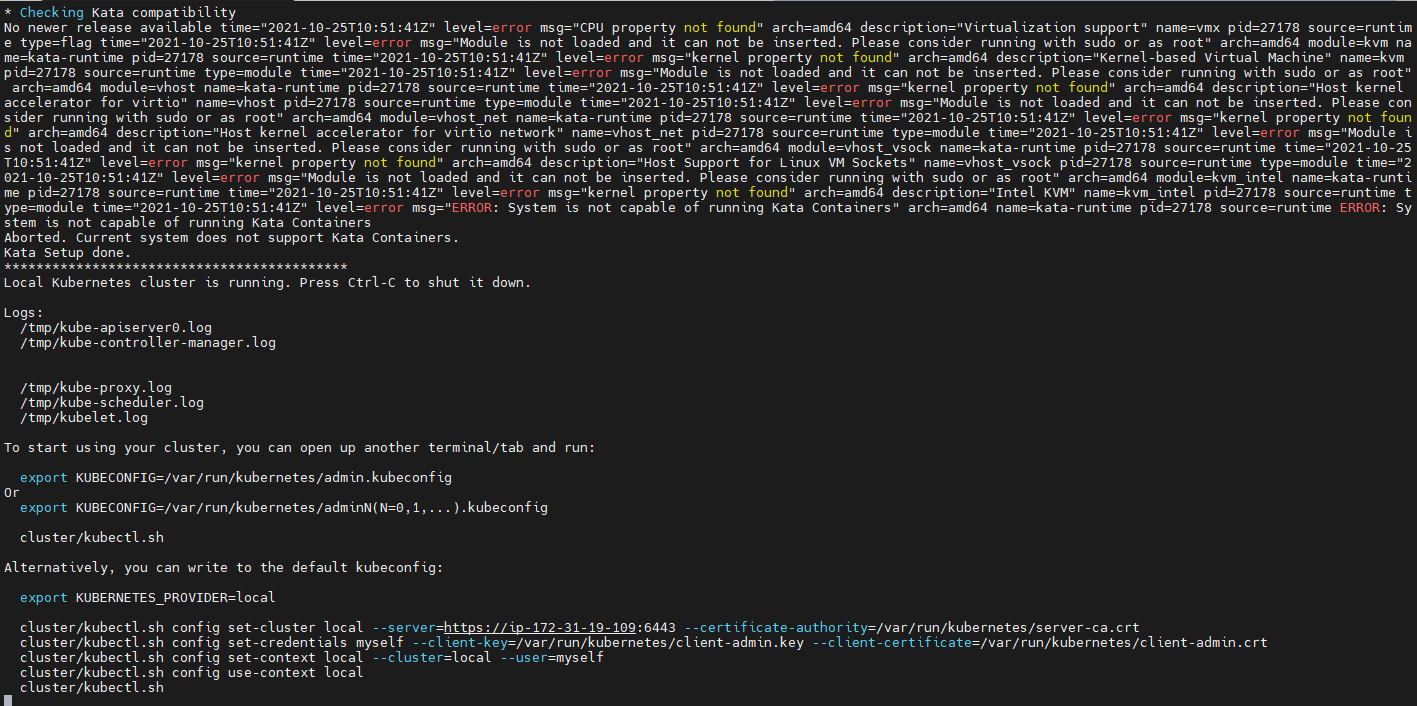 * Checking Kata compatibility
No newer release available time="2021-10-25T10:51:41Z" level=error msg="CPU property not found" arch=amd64 description="Virtualization support" name=vmx pid=27178 source=runtim
e type=flag time="2021-10-25T10:51:41Z" level=error msg="Module is not loaded and it can not be inserted. Please consider running with sudo or as root" arch=amd64 module=kvm na
me=kata-runtime pid=27178 source=runtime time="2021-10-25T10:51:41Z" level=error msg="kernel property not found" arch=amd64 description="Kernel-based Virtual Machine" name=kvm
pid=27178 source=runtime type=module time="2021-10-25T10:51:41Z" level=error msg="Module is not loaded and it can not be inserted. Please consider running with sudo or as root"
 arch=amd64 module=vhost name=kata-runtime pid=27178 source=runtime time="2021-10-25T10:51:41Z" level=error msg="kernel property not found" arch=amd64 description="Host kernel
accelerator for virtio" name=vhost pid=27178 source=runtime type=module time="2021-10-25T10:51:41Z" level=error msg="Module is not loaded and it can not be inserted. Please con
sider running with sudo or as root" arch=amd64 module=vhost_net name=kata-runtime pid=27178 source=runtime time="2021-10-25T10:51:41Z" level=error msg="kernel property not foun
d" arch=amd64 description="Host kernel accelerator for virtio network" name=vhost_net pid=27178 source=runtime type=module time="2021-10-25T10:51:41Z" level=error msg="Module i
s not loaded and it can not be inserted. Please consider running with sudo or as root" arch=amd64 module=vhost_vsock name=kata-runtime pid=27178 source=runtime time="2021-10-25
T10:51:41Z" level=error msg="kernel property not found" arch=amd64 description="Host Support for Linux VM Sockets" name=vhost_vsock pid=27178 source=runtime type=module time="2
021-10-25T10:51:41Z" level=error msg="Module is not loaded and it can not be inserted. Please consider running with sudo or as root" arch=amd64 module=kvm_intel name=kata-runti
me pid=27178 source=runtime time="2021-10-25T10:51:41Z" level=error msg="kernel property not found" arch=amd64 description="Intel KVM" name=kvm_intel pid=27178 source=runtime t
ype=module time="2021-10-25T10:51:41Z" level=error msg="ERROR: System is not capable of running Kata Containers" arch=amd64 name=kata-runtime pid=27178 source=runtime ERROR: Sy
stem is not capable of running Kata Containers
Aborted. Current system does not support Kata Containers.
Kata Setup done.
*******************************************
Local Kubernetes cluster is running. Press Ctrl-C to shut it down.

Logs:
  /tmp/kube-apiserver0.log
  /tmp/kube-controller-manager.log

  /tmp/kube-proxy.log
  /tmp/kube-scheduler.log
  /tmp/kubelet.log

To start using your cluster, you can open up another terminal/tab and run:

  export KUBECONFIG=/var/run/kubernetes/admin.kubeconfig
Or
  export KUBECONFIG=/var/run/kubernetes/adminN(N=0,1,...).kubeconfig

  cluster/kubectl.sh

Alternatively, you can write to the default kubeconfig:

  export KUBERNETES_PROVIDER=local

  cluster/kubectl.sh config set-cluster local --server=https://ip-172-31-19-109:6443 --certificate-authority=/var/run/kubernetes/server-ca.crt
  cluster/kubectl.sh config set-credentials myself --client-key=/var/run/kubernetes/client-admin.key --client-certificate=/var/run/kubernetes/client-admin.crt
  cluster/kubectl.sh config set-context local --cluster=local --user=myself
  cluster/kubectl.sh config use-context local
  cluster/kubectl.sh